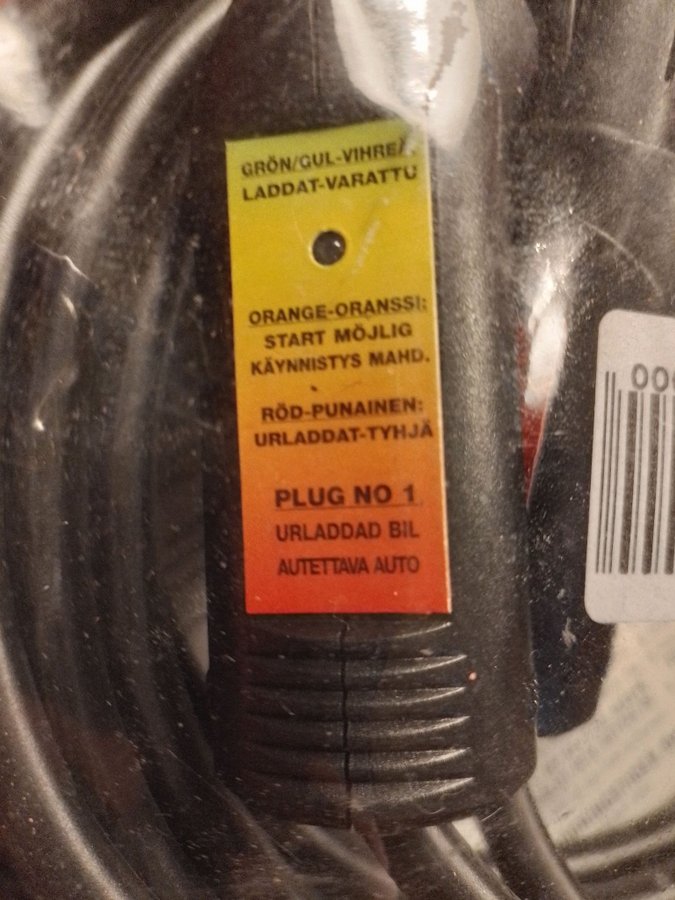 GRÖN/GUL-VIHREÄ:
LADDAT-VARATTU
ORANGE-ORANSSI:
START MÖJLIG
KÄYNNISTYS MAHD.
RÖD-PUNAINEN:
URLADDAT-TYHJÄ
PLUG NO 1
URLADDAD BIL
AUTETTAVA AUTO